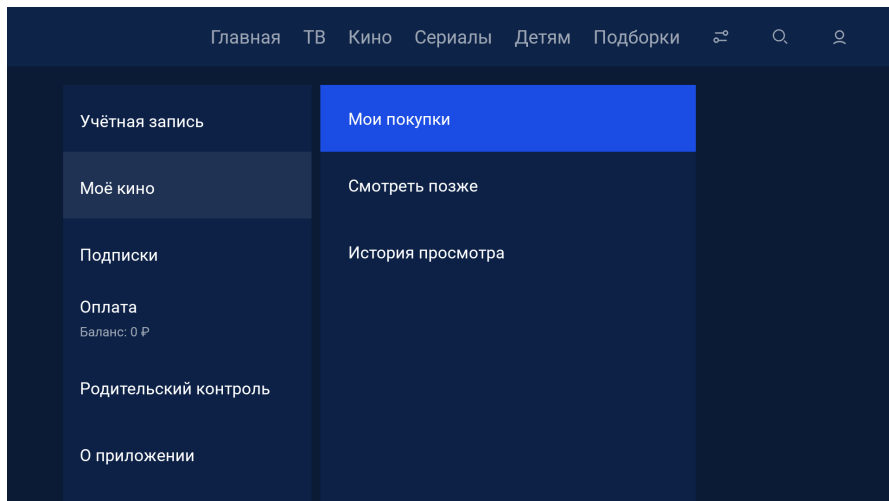 Главная ТВ Кино Сериалы Детям Подборки
Учётная запись
Моё кино
Подписки
Оплата
Баланс: 0 ₽
Родительский контроль
О приложении
Мои покупки
Смотреть позже
История просмотра